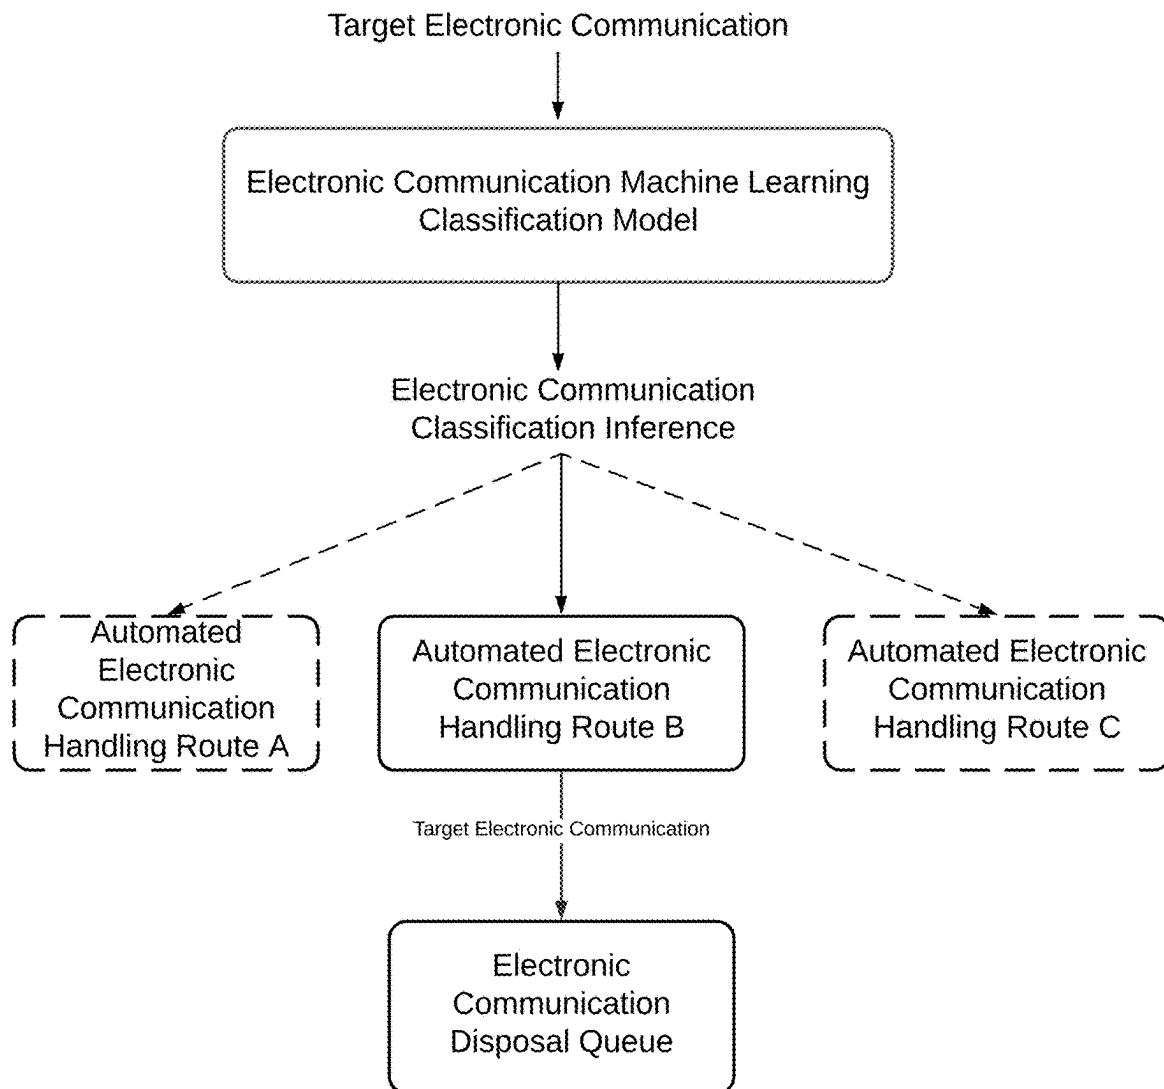 Target Electronic Communication
Electronic Communication Machine Learning
Classification Model
Electronic Communication
Classification Inference
Automated
Electronic
Communication
Handling Route A
Automated Electronic
Communication
Handling Route B
Automated Electronic
Communication
Handling Route C
Target Electronic Communication
Electronic
Communication
Disposal Queue